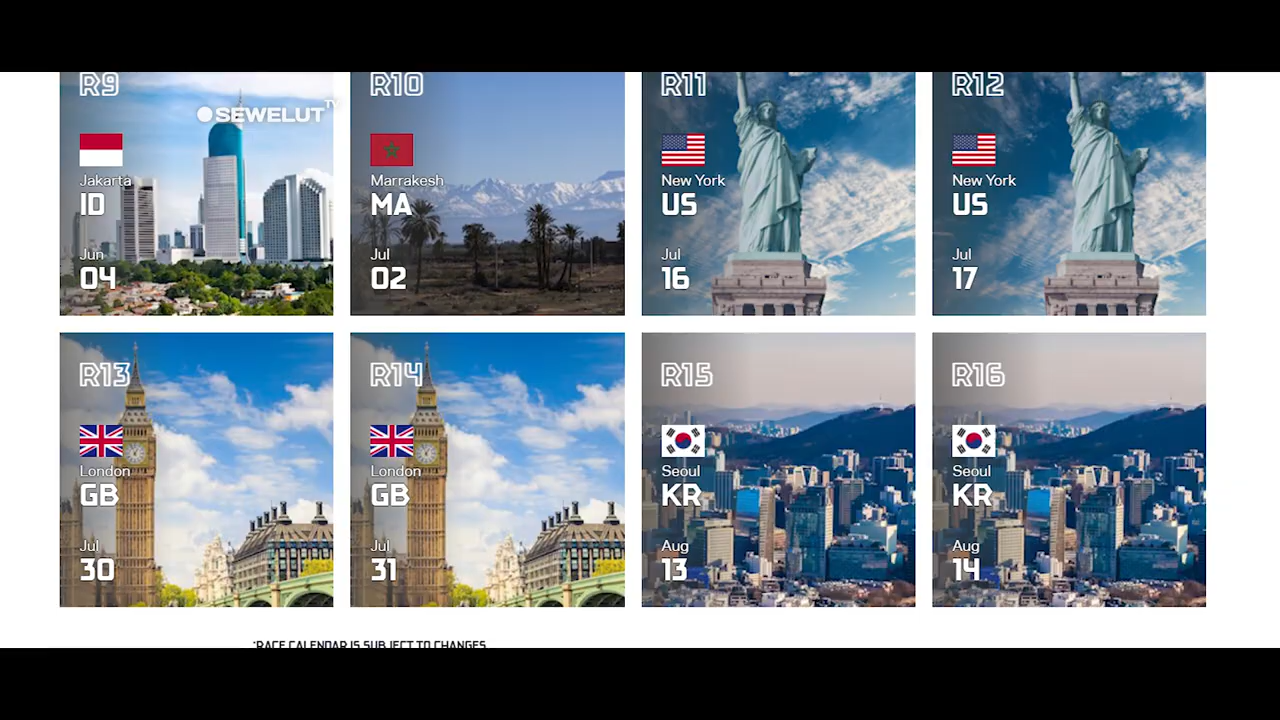 R9
SEWELUT TV
Jakarta
ID
Jun
04
R10
Marrakesh
MA
Jul
02
R11
New York
US
Jul
16
R12
New York
US
Jul
17
R13
London
GB
Jul
30
R14
London
GB
Jul
31
R15
Seoul
KR
Aug
13
R16
Seoul
KR
Aug
14
*RACE CALENDAR IS SUBJECT TO CHANGES